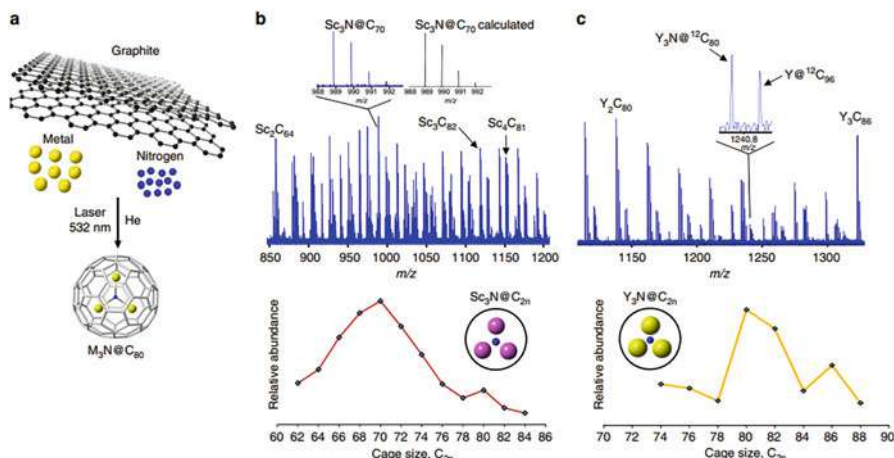 a
Graphite
Metal
Nitrogen
Laser
532 nm
He
M₃N@C₈₀
b
Sc₃N@C₇₀
Sc₃N@C₇₀ calculated
988 989 990 991 992
m/z
988 989 990 991 992
m/z
Sc₂C₆₄
Sc₃C₈₂
Sc₄C₈₁
850 900 950 1000 1050 1100 1150 1200
m/z
Relative abundance
Sc₃N@C₂ₙ
60 62 64 66 68 70 72 74 76 78 80 82 84 86
Cage size, C₂ₙ
c
Y₃N@¹²C₈₀
Y@¹²C₉₆
1240.8
m/z
Y₂C₈₀
Y₃C₈₆
1150 1200 1250 1300
m/z
Relative abundance
Y₃N@C₂ₙ
70 72 74 76 78 80 82 84 86 88 90
Cage size, C₂ₙ